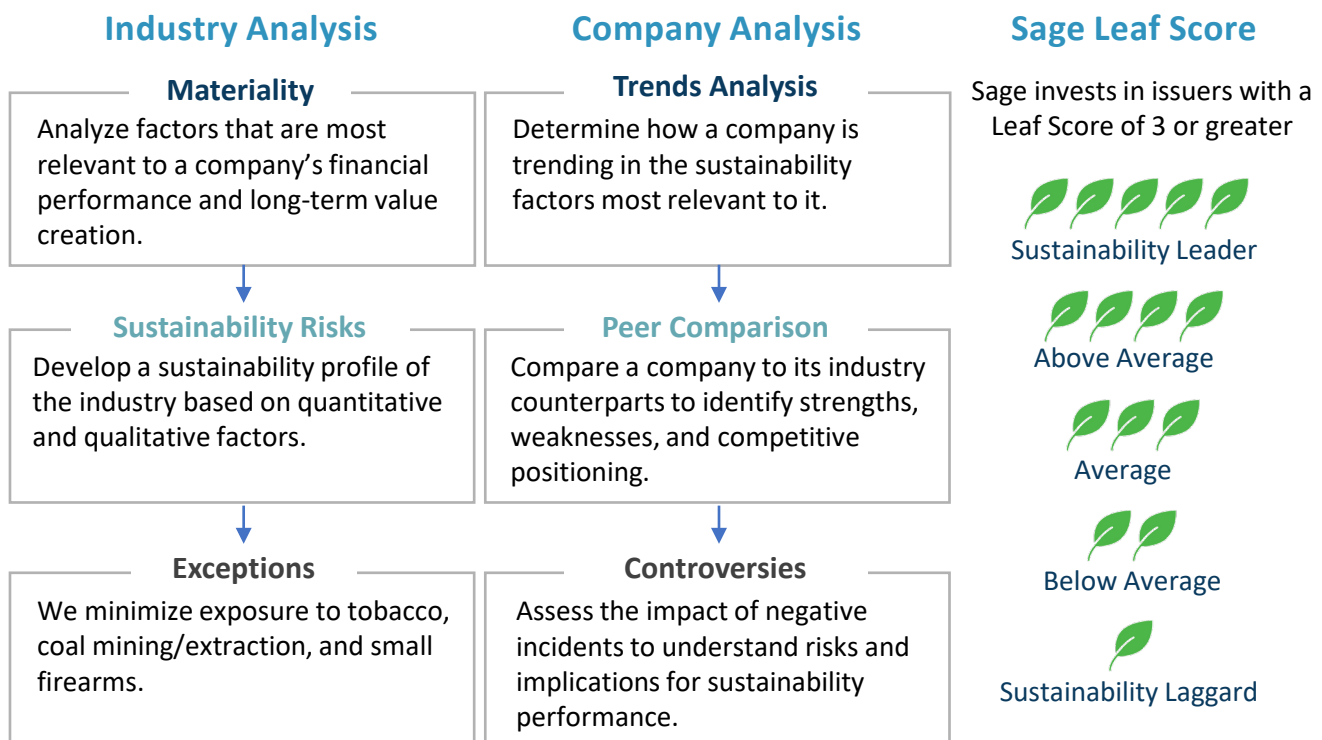 Industry Analysis
Materiality
Analyze factors that are most
relevant to a company’s financial
performance and long-term value
creation.
Sustainability Risks
Develop a sustainability profile of
the industry based on quantitative
and qualitative factors.
Exceptions
We minimize exposure to tobacco,
coal mining/extraction, and small
firearms.
Company Analysis
Trends Analysis
Determine how a company is
trending in the sustainability
factors most relevant to it.
Peer Comparison
Compare a company to its industry
counterparts to identify strengths,
weaknesses, and competitive
positioning.
Controversies
Assess the impact of negative
incidents to understand risks and
implications for sustainability
performance.
Sage Leaf Score
Sage invests in issuers with a
Leaf Score of 3 or greater
Sustainability Leader
Above Average
Average
Below Average
Sustainability Laggard